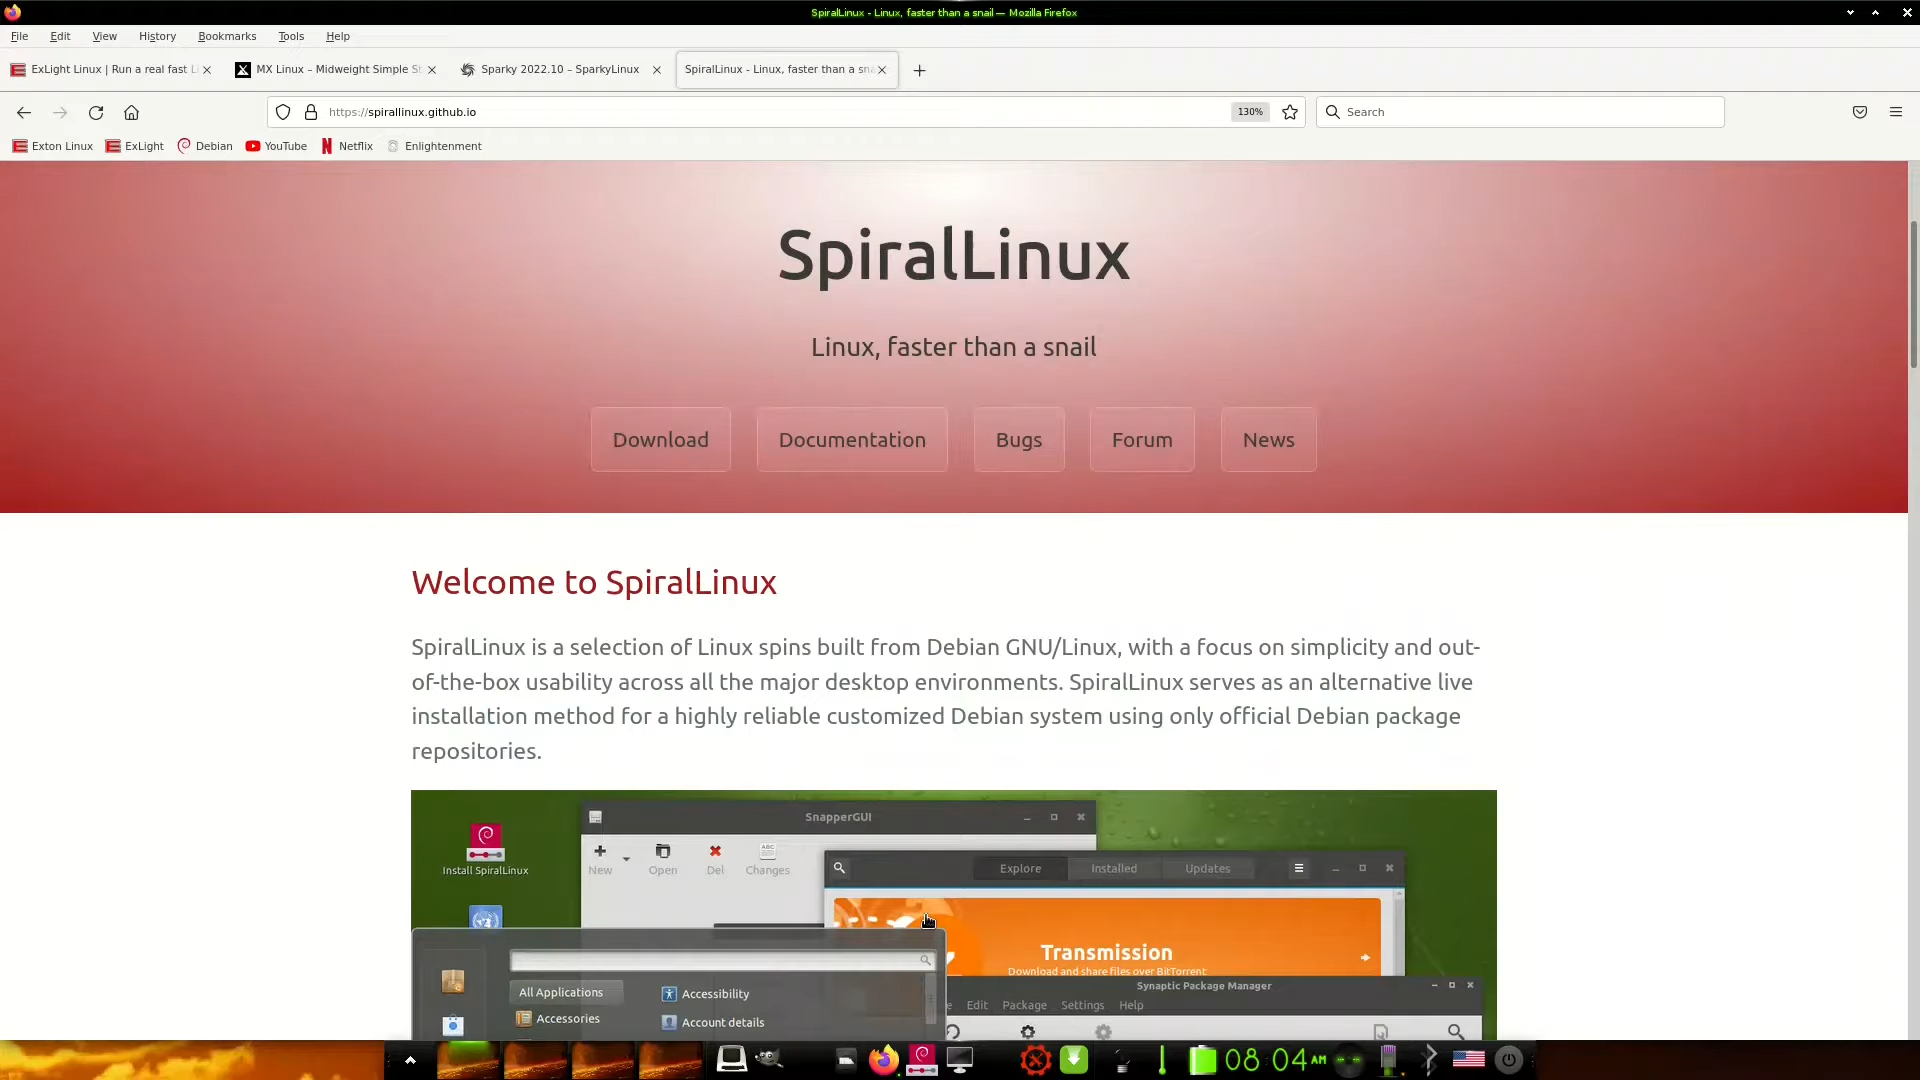 SpiralLinux - Linux, faster than a snail — Mozilla Firefox
File Edit View History Bookmarks Tools Help
ExLight Linux | Run a real fast Li
MX Linux – Midweight Simple St
Sparky 2022.10 – SparkyLinux
SpiralLinux - Linux, faster than a sna
https://spirallinux.github.io
130%
Search
Exton Linux ExLight Debian YouTube Netflix Enlightenment
SpiralLinux
Linux, faster than a snail
Download Documentation Bugs Forum News
Welcome to SpiralLinux
SpiralLinux is a selection of Linux spins built from Debian GNU/Linux, with a focus on simplicity and out-
of-the-box usability across all the major desktop environments. SpiralLinux serves as an alternative live
installation method for a highly reliable customized Debian system using only official Debian package
repositories.
SnapperGUI
New Open Del Changes
ABC
Install SpiralLinux
Explore Installed Updates
Transmission
Download and share files over BitTorrent
Synaptic Package Manager
Edit Package Settings Help
All Applications
Accessibility
Accessories
Account details
08:04 AM